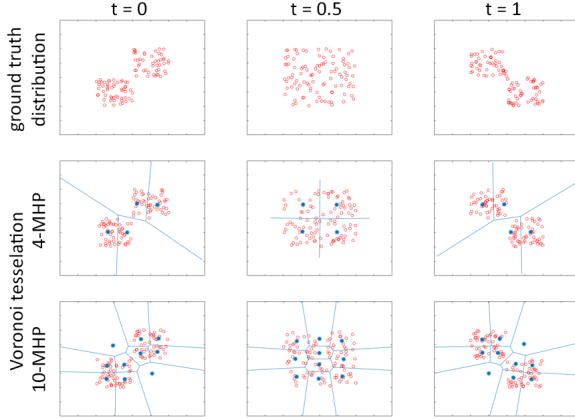 t = 0
t = 0.5
t = 1
ground truth
distribution
Voronoi tesselation
4-MHP
10-MHP